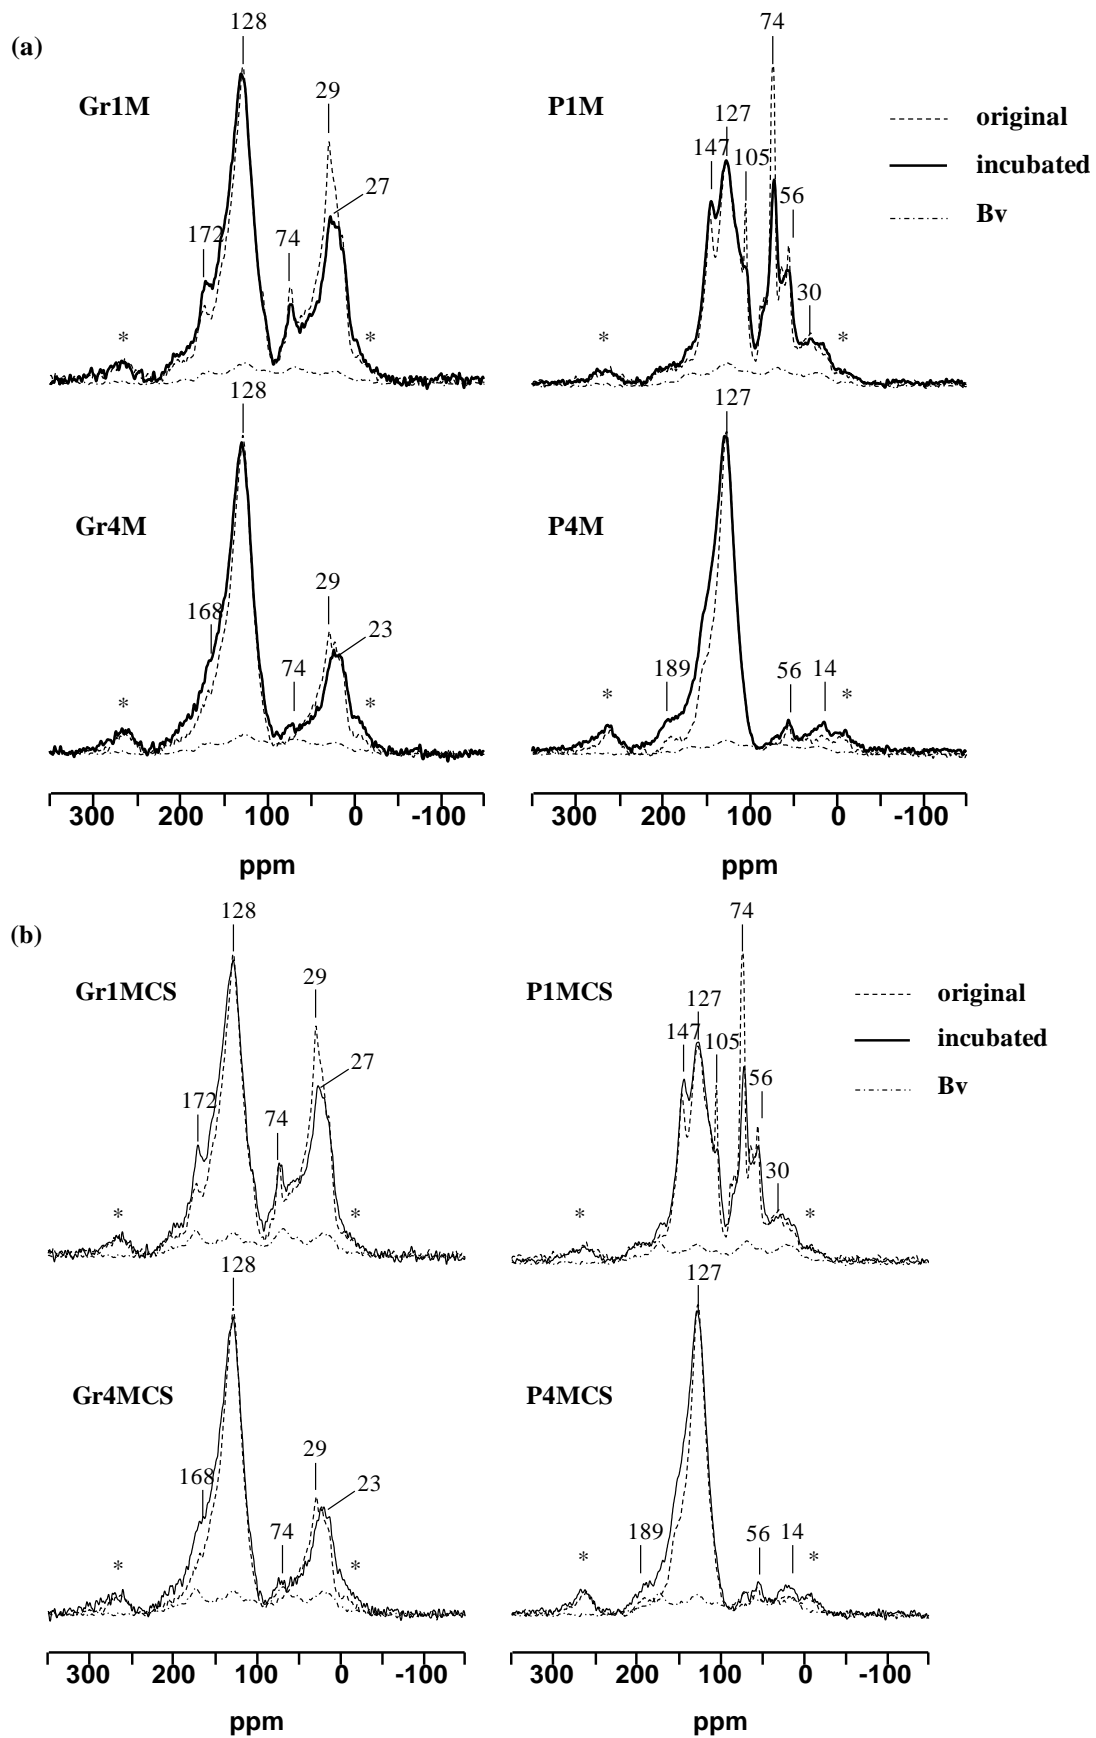 (a)
128
29
Gr1M
27
172
74
*
*
74
P1M
127
147
105
56
30
*
*
original
incubated
Bv
128
Gr4M
29
168
23
74
*
*
127
P4M
189
56
14
*
*
300 200 100 0 -100
ppm
300 200 100 0 -100
ppm
(b)
128
Gr1MCS
29
27
172
74
*
*
74
P1MCS
127
147
105
56
30
*
*
original
incubated
Bv
128
Gr4MCS
29
168
23
74
*
*
127
P4MCS
189
56
14
*
*
300 200 100 0 -100
ppm
300 200 100 0 -100
ppm